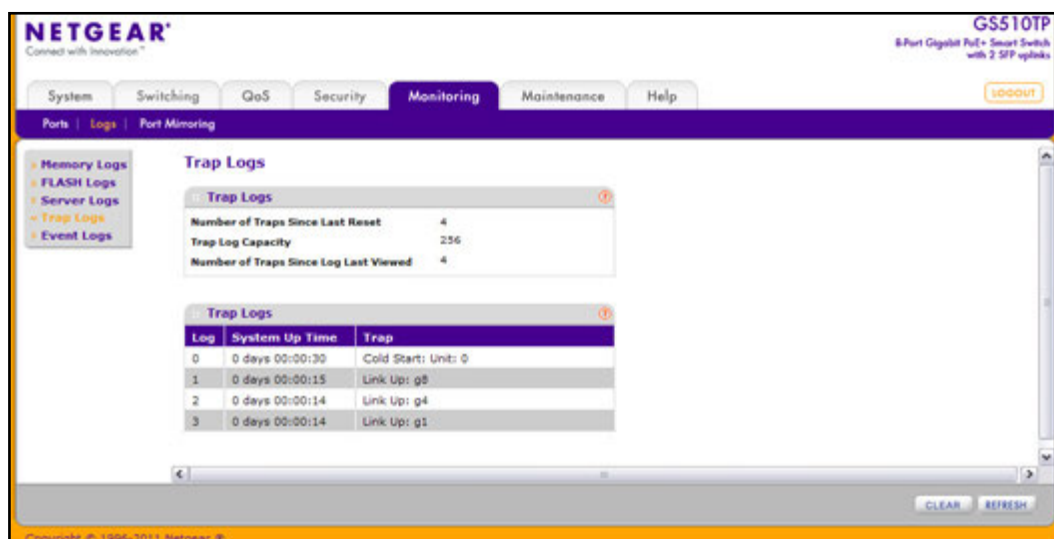 NETGEAR®
Connect with Innovation™
GS510TP
8-Port Gigabit PoE+ Smart Switch
with 2 SFP uplinks
System Switching QoS Security Monitoring Maintenance Help
LOGOUT
Ports | Logs | Port Mirroring
Memory Logs
FLASH Logs
Server Logs
Trap Logs
Event Logs
Trap Logs
Trap Logs
Number of Traps Since Last Reset 4
Trap Log Capacity 256
Number of Traps Since Log Last Viewed 4
Trap Logs
Log System Up Time Trap
0 0 days 00:00:30 Cold Start: Unit: 0
1 0 days 00:00:15 Link Up: g8
2 0 days 00:00:14 Link Up: g4
3 0 days 00:00:14 Link Up: g1
CLEAR REFRESH
Copyright © 1996-2011 Netgear ®